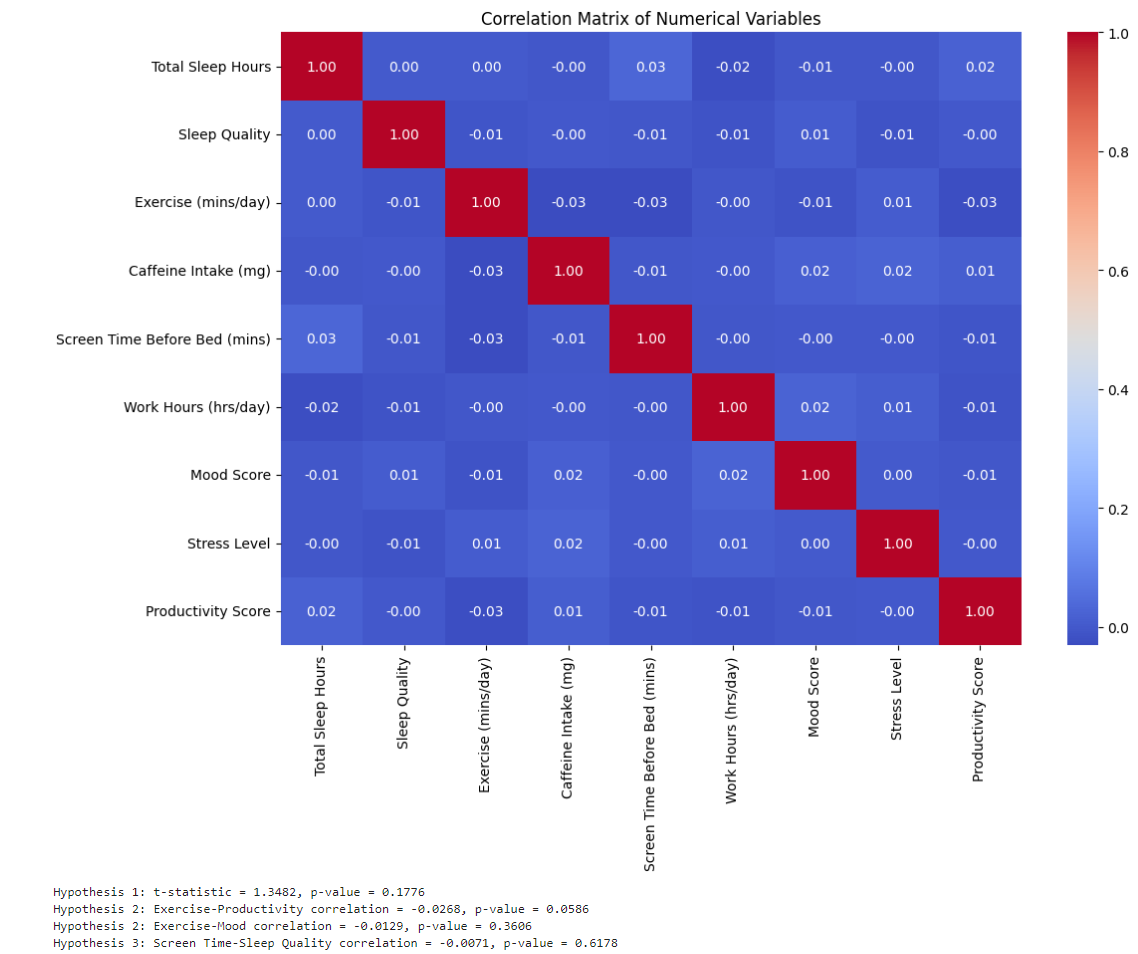 Correlation Matrix of Numerical Variables
Total Sleep Hours 1.00 0.00 0.00 -0.00 0.03 -0.02 -0.01 -0.00 0.02
Sleep Quality 0.00 1.00 -0.01 -0.00 -0.01 -0.01 0.01 -0.01 -0.00
Exercise (mins/day) 0.00 -0.01 1.00 -0.03 -0.03 -0.00 -0.01 0.01 -0.03
Caffeine Intake (mg) -0.00 -0.00 -0.03 1.00 -0.01 -0.00 0.02 0.02 0.01
Screen Time Before Bed (mins) 0.03 -0.01 -0.03 -0.01 1.00 -0.00 -0.00 -0.00 -0.01
Work Hours (hrs/day) -0.02 -0.01 -0.00 -0.00 -0.00 1.00 0.02 0.01 -0.01
Mood Score -0.01 0.01 -0.01 0.02 -0.00 0.02 1.00 0.00 -0.01
Stress Level -0.00 -0.01 0.01 0.02 -0.00 0.01 0.00 1.00 -0.00
Productivity Score 0.02 -0.00 -0.03 0.01 -0.01 -0.01 -0.01 -0.00 1.00
Total Sleep Hours
Sleep Quality
Exercise (mins/day)
Caffeine Intake (mg)
Screen Time Before Bed (mins)
Work Hours (hrs/day)
Mood Score
Stress Level
Productivity Score
1.0
0.8
0.6
0.4
0.2
0.0
Hypothesis 1: t-statistic = 1.3482, p-value = 0.1776
Hypothesis 2: Exercise-Productivity correlation = -0.0268, p-value = 0.0586
Hypothesis 2: Exercise-Mood correlation = -0.0129, p-value = 0.3606
Hypothesis 3: Screen Time-Sleep Quality correlation = -0.0071, p-value = 0.6178